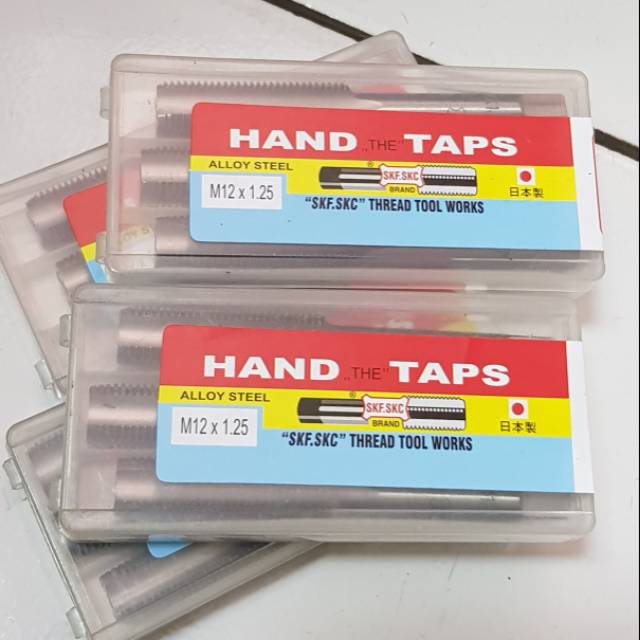 HAND „THE” TAPS
ALLOY STEEL
SKF.SKC
®
BRAND
M12 x 1.25
日本製
“SKF.SKC” THREAD TOOL WORKS
HAND „THE” TAPS
ALLOY STEEL
SKF.SKC
®
BRAND
M12 x 1.25
日本製
“SKF.SKC” THREAD TOOL WORKS